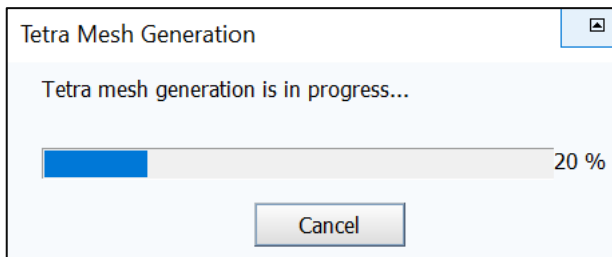 Tetra Mesh Generation
Tetra mesh generation is in progress...
20 %
Cancel